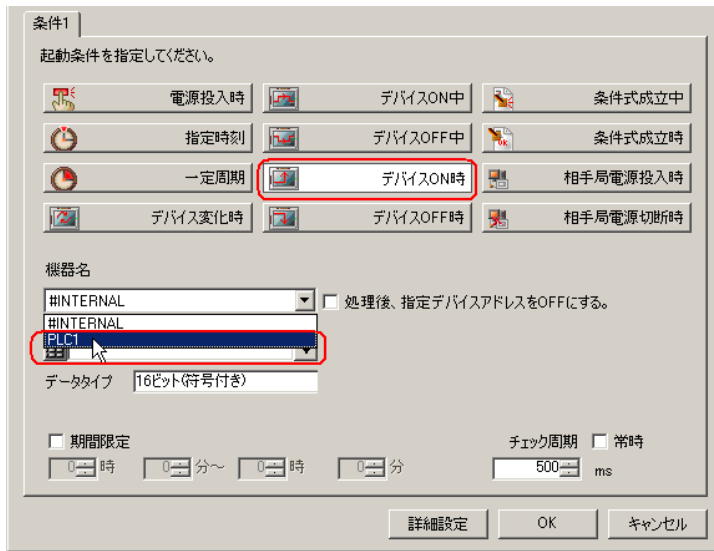 条件1
起動条件を指定してください。
電源投入時 デバイスON中 条件式成立中
指定時刻 デバイスOFF中 条件式成立時
一定周期 デバイスON時 相手局電源投入時
デバイス変化時 デバイスOFF時 相手局電源切断時
機器名
#INTERNAL 処理後、指定デバイスアドレスをOFFにする。
#INTERNAL
PLC1
データタイプ 16ビット(符号付き)
期間限定 チェック周期 常時
0 時 0 分～ 0 時 0 分 500 ms
詳細設定 OK キャンセル